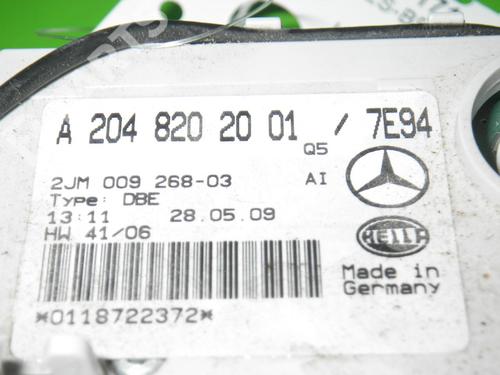 A 204 820 20 01 / 7E94
Q5
2JM 009 268-03 AI
Type: DBE
13:11 28.05.09
HW 41/06
HELLA
Made in
Germany
*0118722372*